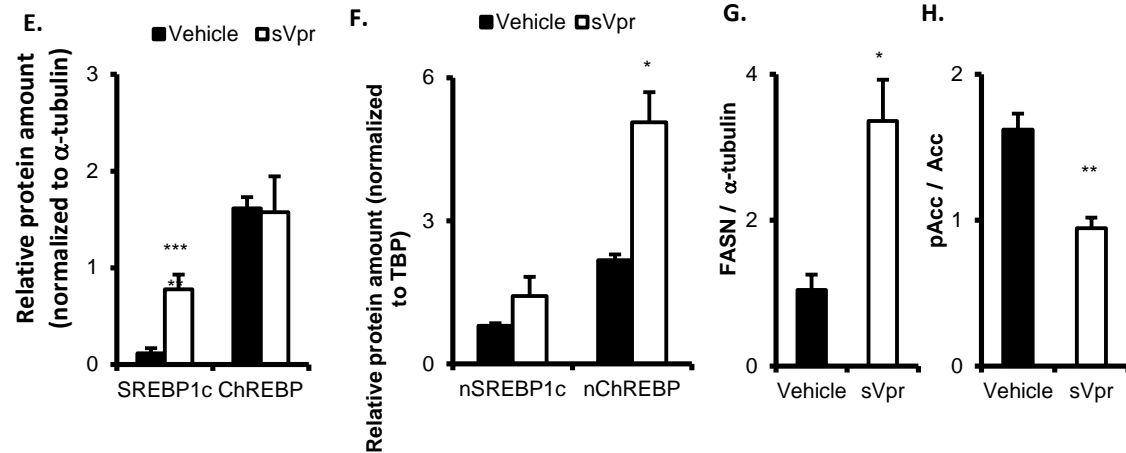 E.
Vehicle sVpr
Relative protein amount
(normalized to α-tubulin)
3
2
1
0
***
**
SREBP1c ChREBP
F.
Vehicle sVpr
Relative protein amount (normalized
to TBP)
6
3
0
*
nSREBP1c nChREBP
G.
FASN / α-tubulin
4
2
0
*
Vehicle sVpr
H.
pAcc / Acc
2
1
0
**
Vehicle sVpr